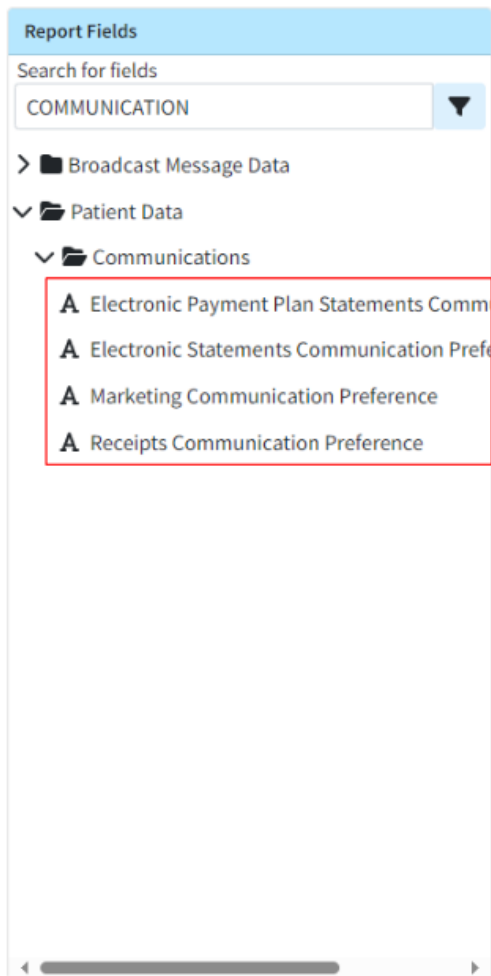 Report Fields
Search for fields
COMMUNICATION
Broadcast Message Data
Patient Data
Communications
A Electronic Payment Plan Statements Comm
A Electronic Statements Communication Prefe
A Marketing Communication Preference
A Receipts Communication Preference